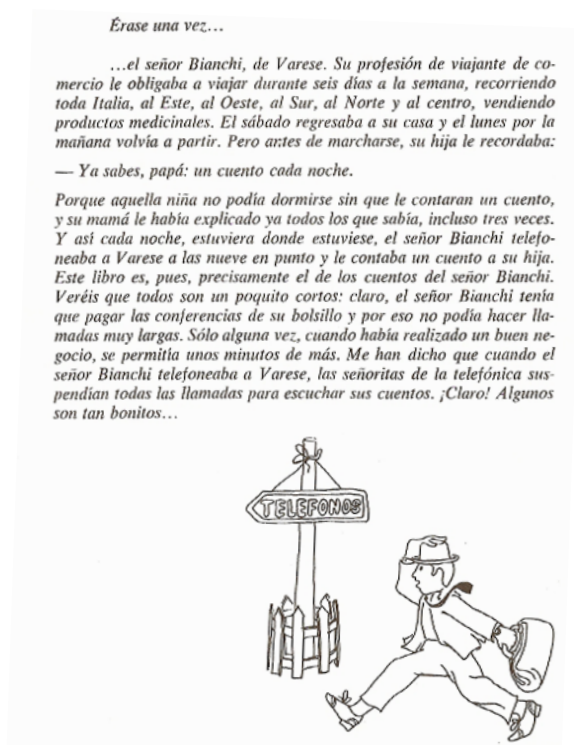 Érase una vez...
...el señor Bianchi, de Varese. Su profesión de viajante de co-
mercio le obligaba a viajar durante seis días a la semana, recorriendo
toda Italia, al Este, al Oeste, al Sur, al Norte y al centro, vendiendo
productos medicinales. El sábado regresaba a su casa y el lunes por la
mañana volvía a partir. Pero antes de marcharse, su hija le recordaba:
— Ya sabes, papá: un cuento cada noche.
Porque aquella niña no podía dormirse sin que le contaran un cuento,
y su mamá le había explicado ya todos los que sabía, incluso tres veces.
Y así cada noche, estuviera donde estuviese, el señor Bianchi telefo-
neaba a Varese a las nueve en punto y le contaba un cuento a su hija.
Este libro es, pues, precisamente el de los cuentos del señor Bianchi.
Veréis que todos son un poquito cortos: claro, el señor Bianchi tenía
que pagar las conferencias de su bolsillo y por eso no podía hacer lla-
madas muy largas. Sólo alguna vez, cuando había realizado un buen ne-
gocio, se permitía unos minutos de más. Me han dicho que cuando el
señor Bianchi telefoneaba a Varese, las señoritas de la telefónica sus-
pendían todas las llamadas para escuchar sus cuentos. ¡Claro! Algunos
son tan bonitos...
TELEFONOS